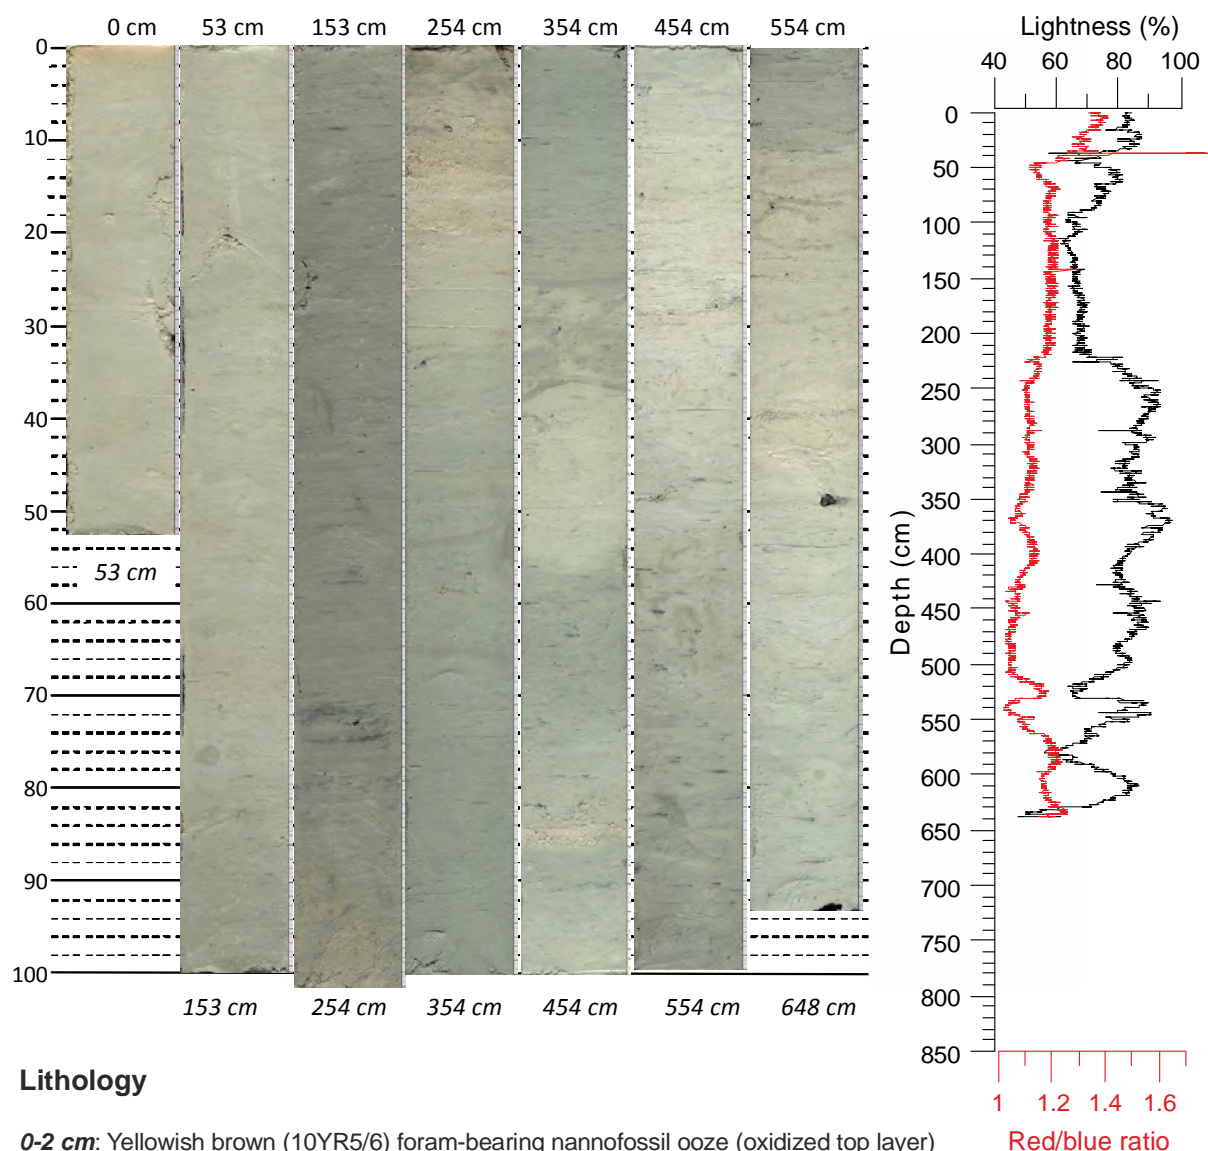 0 cm 53 cm 153 cm 254 cm 354 cm 454 cm 554 cm
0
10
20
30
40
50
60
70
80
90
100
53 cm
153 cm 254 cm 354 cm 454 cm 554 cm 648 cm
Lightness (%)
40 60 80 100
0
50
100
150
200
250
300
350
400
450
500
550
600
650
700
750
800
850
Depth (cm)
1 1.2 1.4 1.6
Red/blue ratio
Lithology
0-2 cm: Yellowish brown (10YR5/6) foram-bearing nannofossil ooze (oxidized top layer)